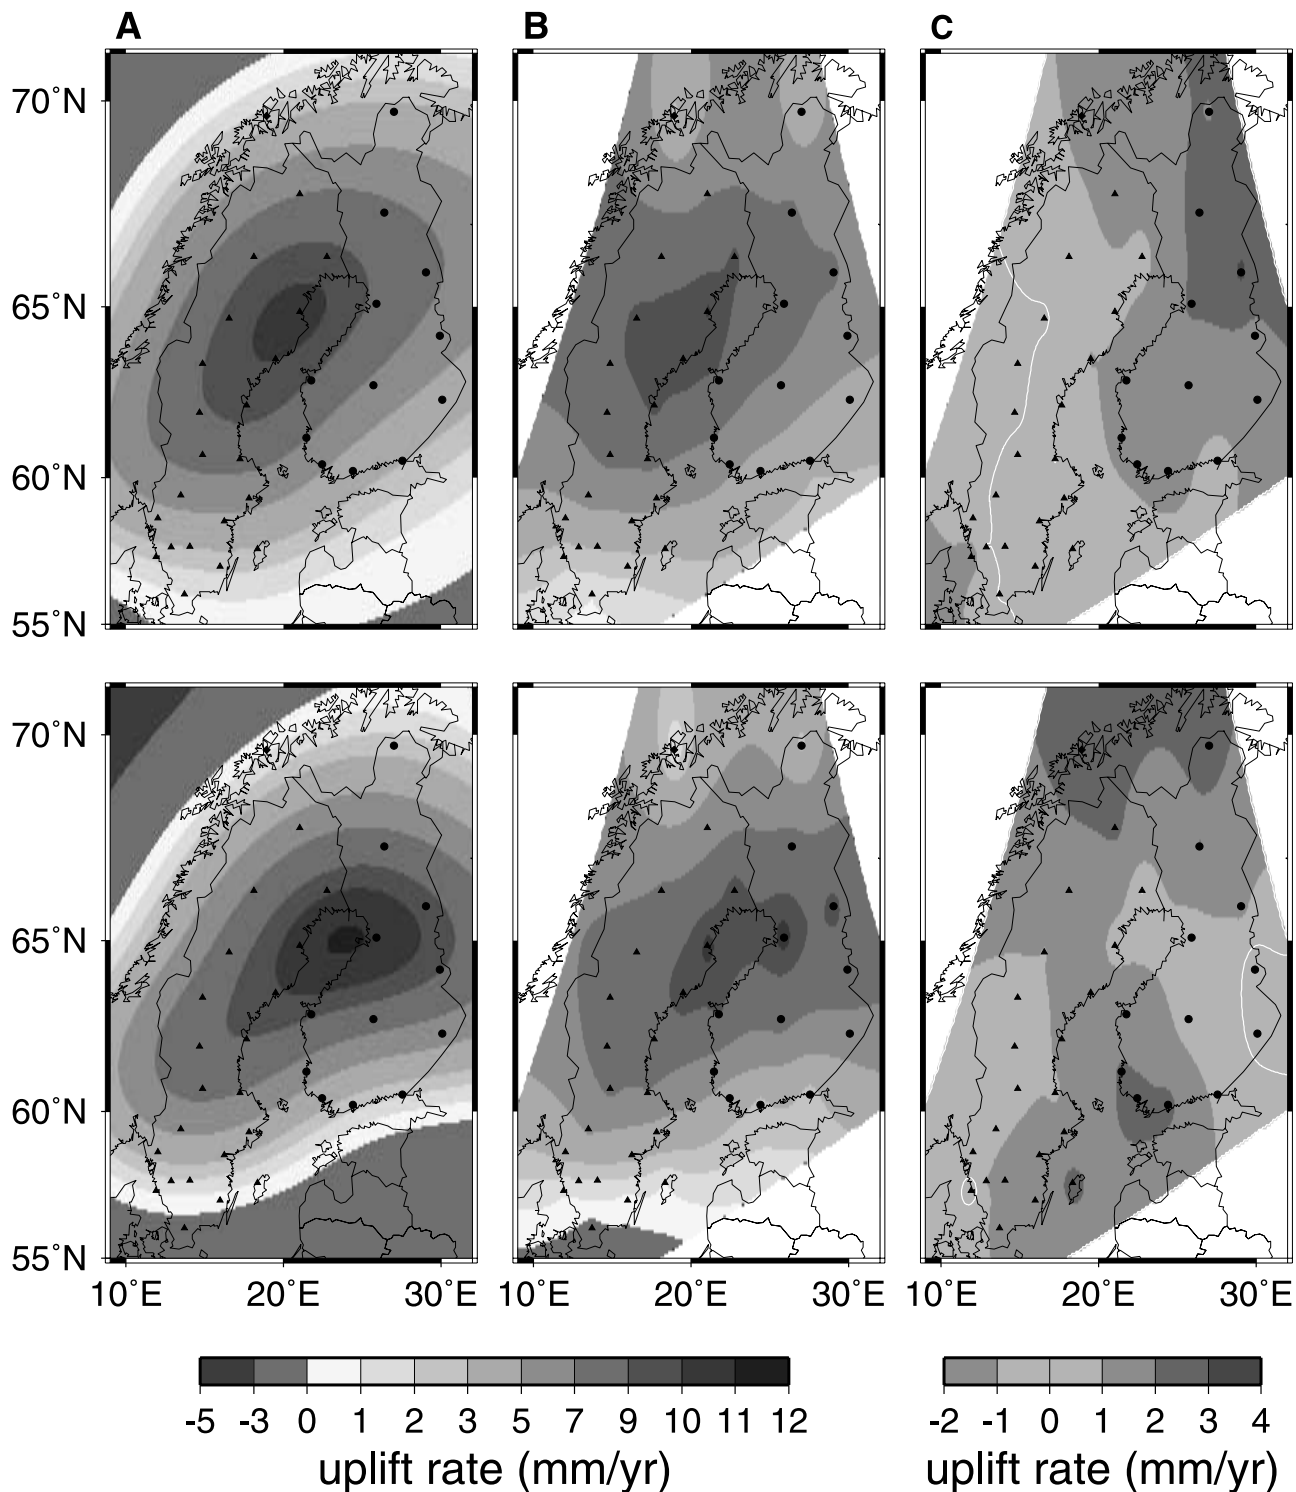 A B C
70°N
65°N
60°N
55°N
70°N
65°N
60°N
55°N
10°E 20°E 30°E 10°E 20°E 30°E 10°E 20°E 30°E
-5 -3 0 1 2 3 5 7 9 10 11 12
uplift rate (mm/yr)
-2 -1 0 1 2 3 4
uplift rate (mm/yr)